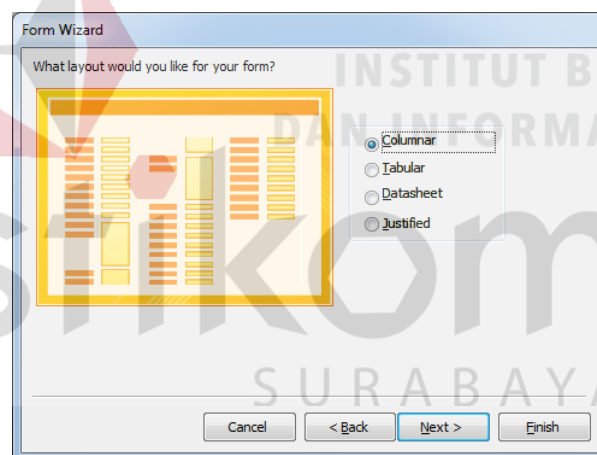 Form Wizard
What layout would you like for your form?
INSTITUT B
DAN INFORMA
Columnar
Tabular
Datasheet
Justified
stikom
SURABAYA
Cancel
< Back
Next >
Finish